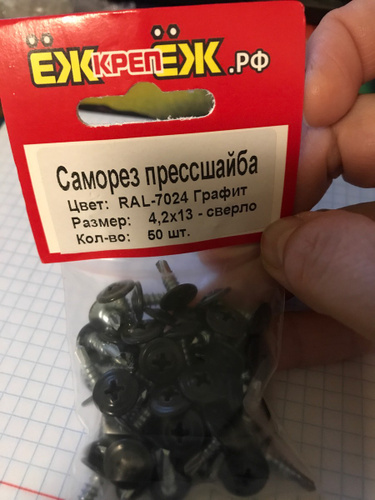 ЁЖКРЕПЁЖ.РФ
Саморез прессшайба
Цвет: RAL-7024 Графит
Размер: 4,2x13 - сверло
Кол-во: 50 шт.